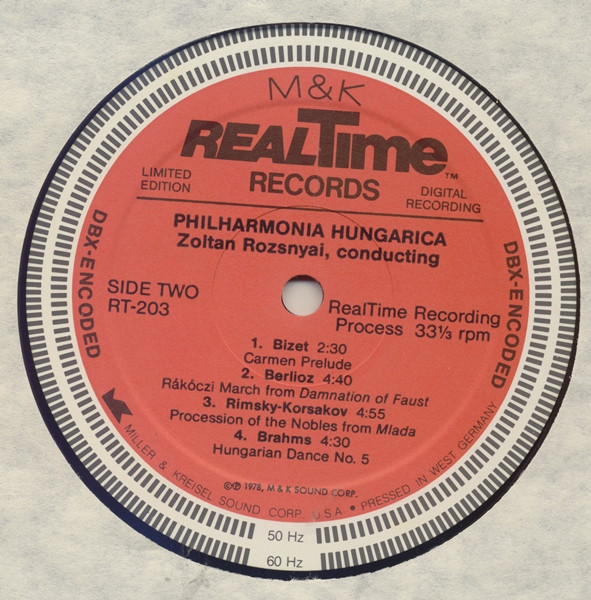 M&K
REALTime™
RECORDS
LIMITED
EDITION
DIGITAL
RECORDING
PHILHARMONIA HUNGARICA
Zoltan Rozsnyai, conducting
DBX-ENCODED
DBX-ENCODED
SIDE TWO
RT-203
RealTime Recording
Process 33⅓ rpm
1. Bizet 2:30
Carmen Prelude
2. Berlioz 4:40
Rákóczi March from Damnation of Faust
3. Rimsky-Korsakov 4:55
Procession of the Nobles from Mlada
4. Brahms 4:30
Hungarian Dance No. 5
©℗ 1978, M & K SOUND CORP.
MILLER & KREISEL SOUND CORP. U.S.A • PRESSED IN WEST GERMANY
50 Hz
60 Hz